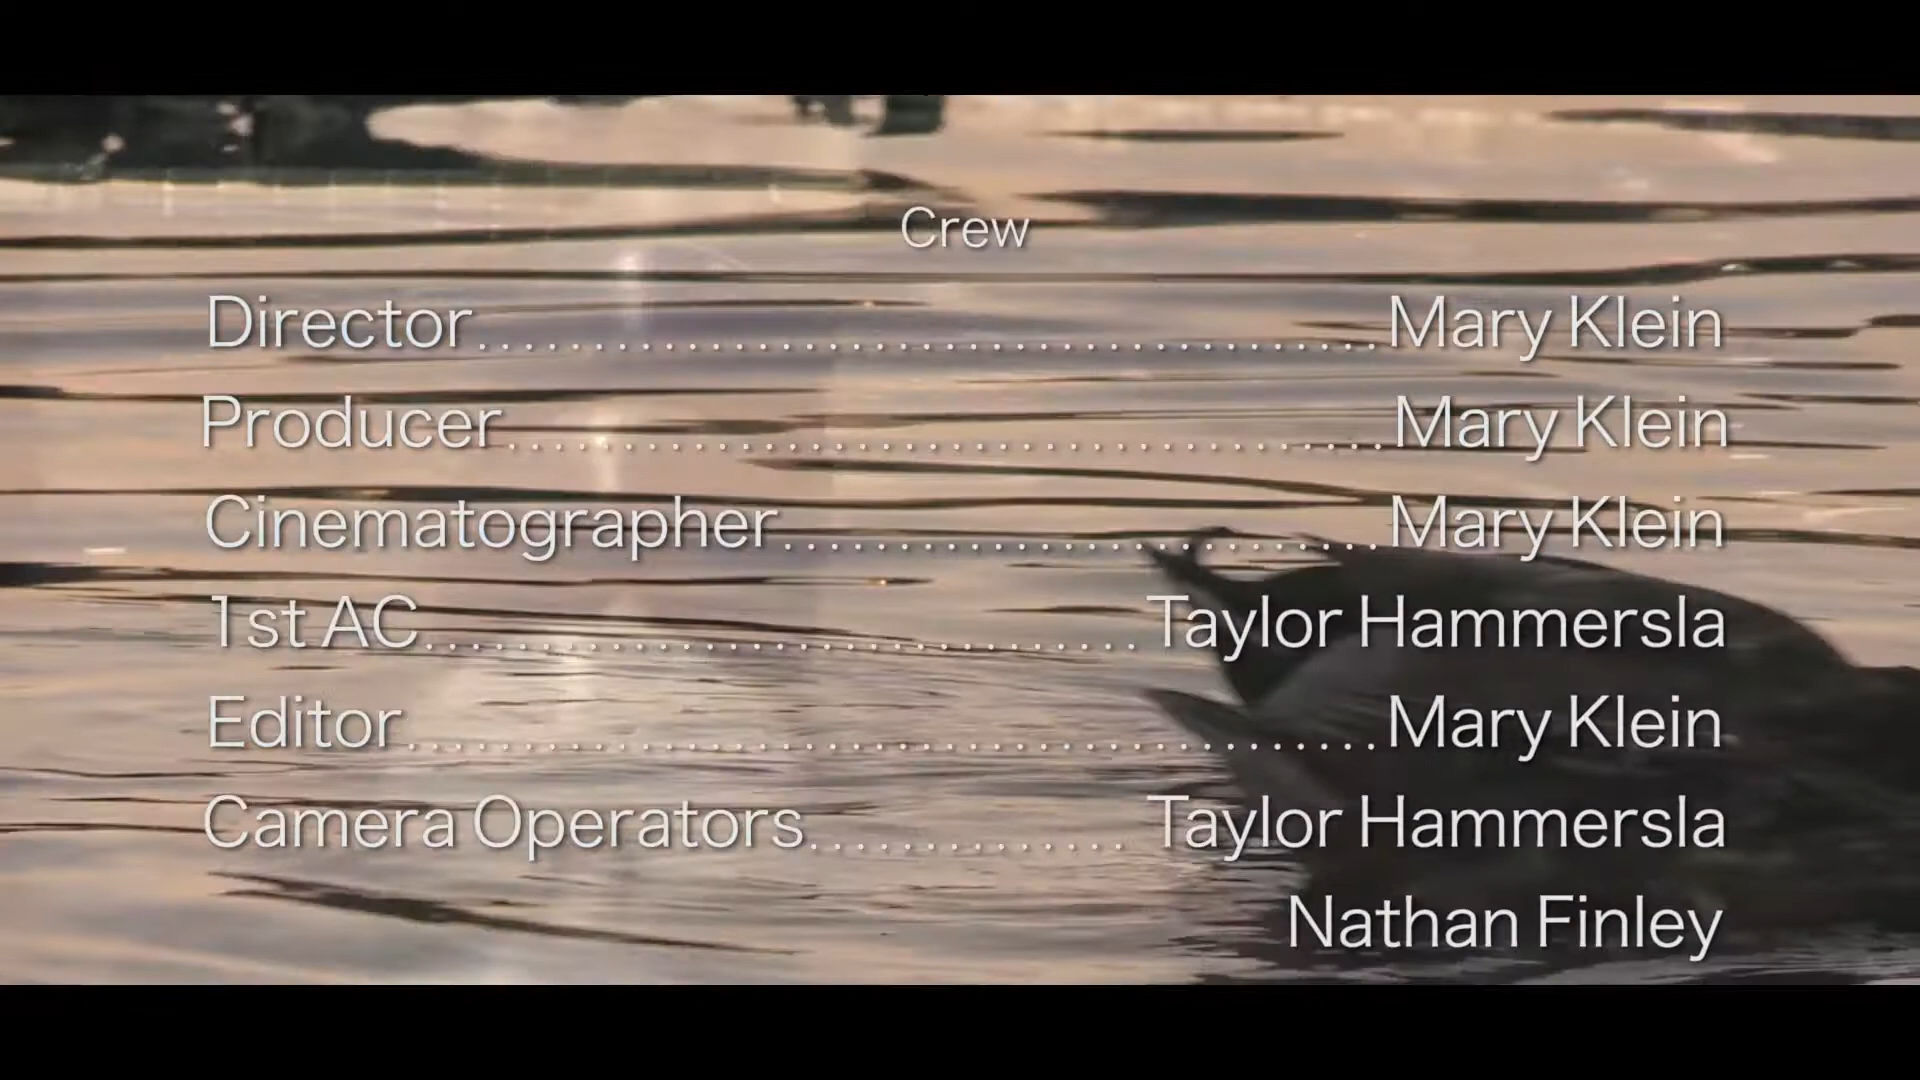 Crew
Director Mary Klein
Producer Mary Klein
Cinematographer Mary Klein
1st AC Taylor Hammersla
Editor Mary Klein
Camera Operators Taylor Hammersla
Nathan Finley